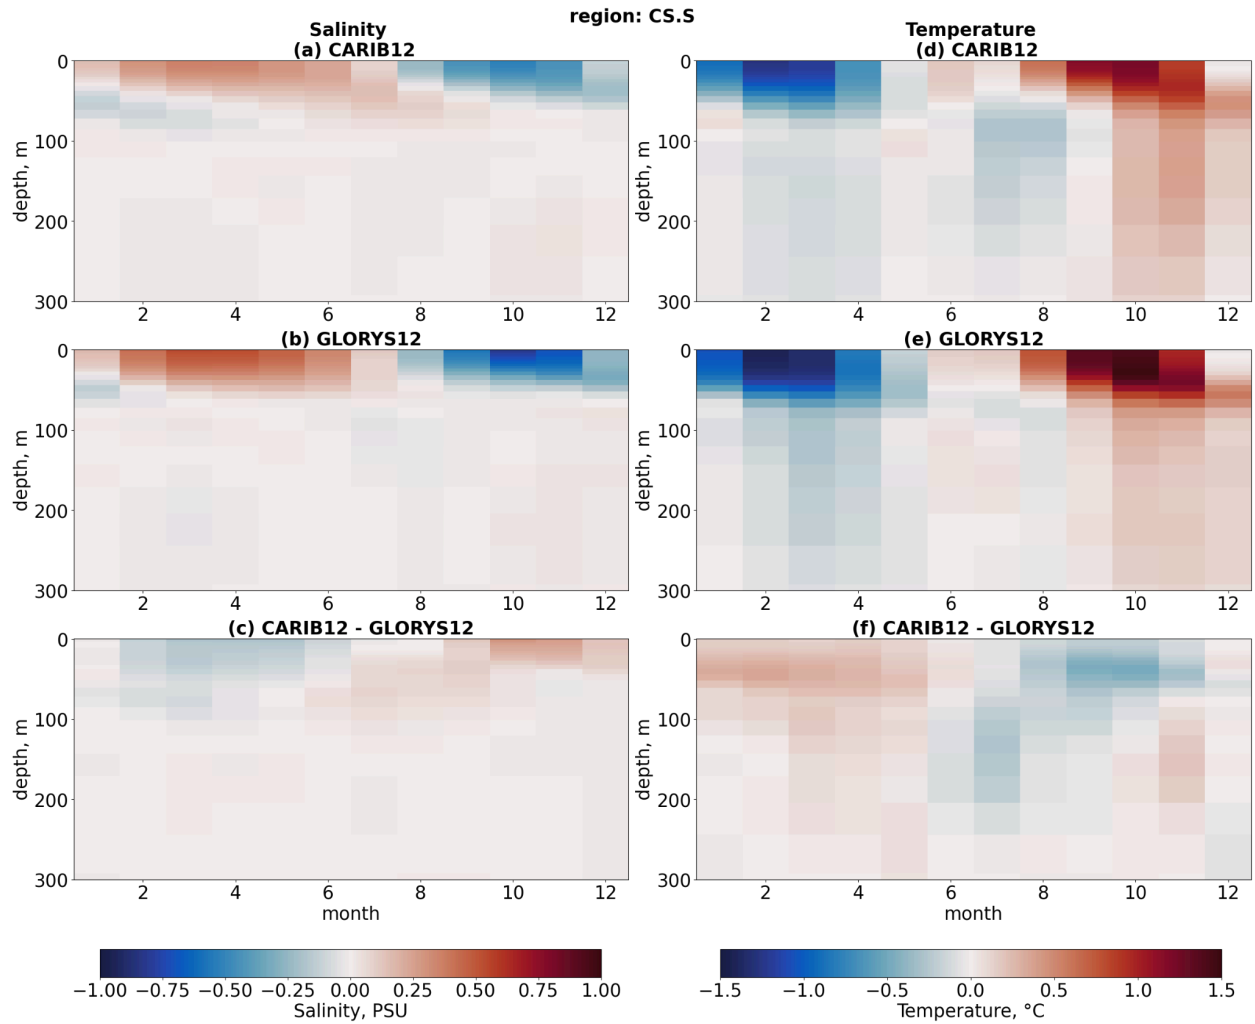 region: CS.S
Salinity
(a) CARIB12
Temperature
(d) CARIB12
0
100
200
300
depth, m
2 4 6 8 10 12
0
100
200
300
depth, m
2 4 6 8 10 12
(b) GLORYS12
0
100
200
300
depth, m
2 4 6 8 10 12
(e) GLORYS12
0
100
200
300
depth, m
2 4 6 8 10 12
(c) CARIB12 - GLORYS12
0
100
200
300
depth, m
2 4 6 8 10 12
month
(f) CARIB12 - GLORYS12
0
100
200
300
depth, m
2 4 6 8 10 12
month
−1.00 −0.75 −0.50 −0.25 0.00 0.25 0.50 0.75 1.00
Salinity, PSU
−1.5 −1.0 −0.5 0.0 0.5 1.0 1.5
Temperature, °C